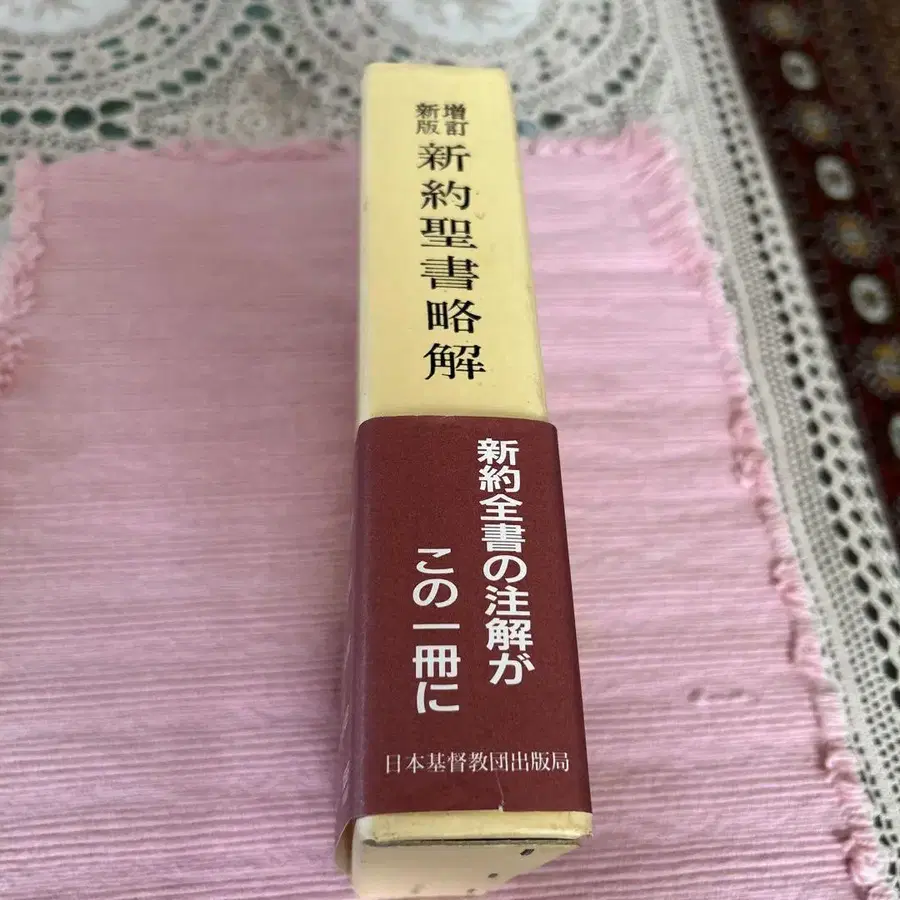 増訂
新版
新約聖書略解
新約全書の注解が
この一冊に
日本基督教団出版局